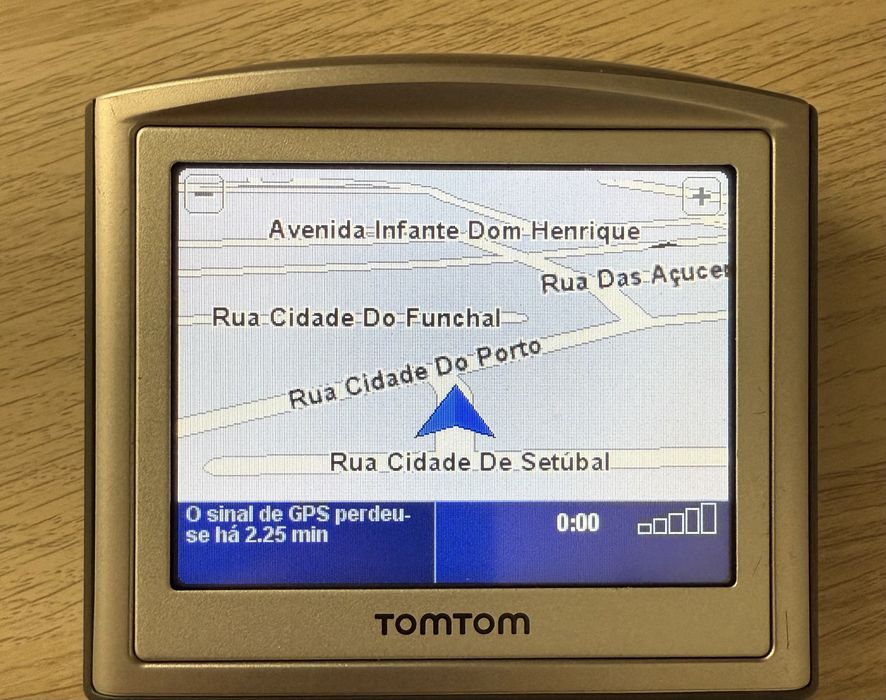 Avenida Infante Dom Henrique
Rua Das Açucen
Rua Cidade Do Funchal
Rua Cidade Do Porto
Rua Cidade De Setúbal
O sinal de GPS perdeu-
se há 2.25 min
0:00
TOMTOM